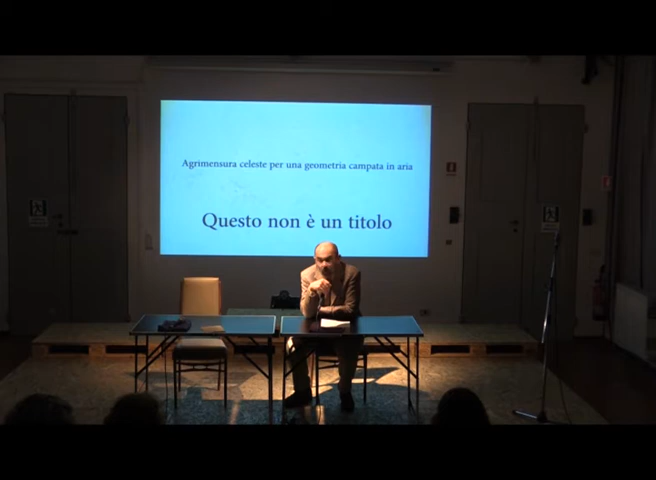 Agrimensura celeste per una geometria campata in aria
Questo non è un titolo